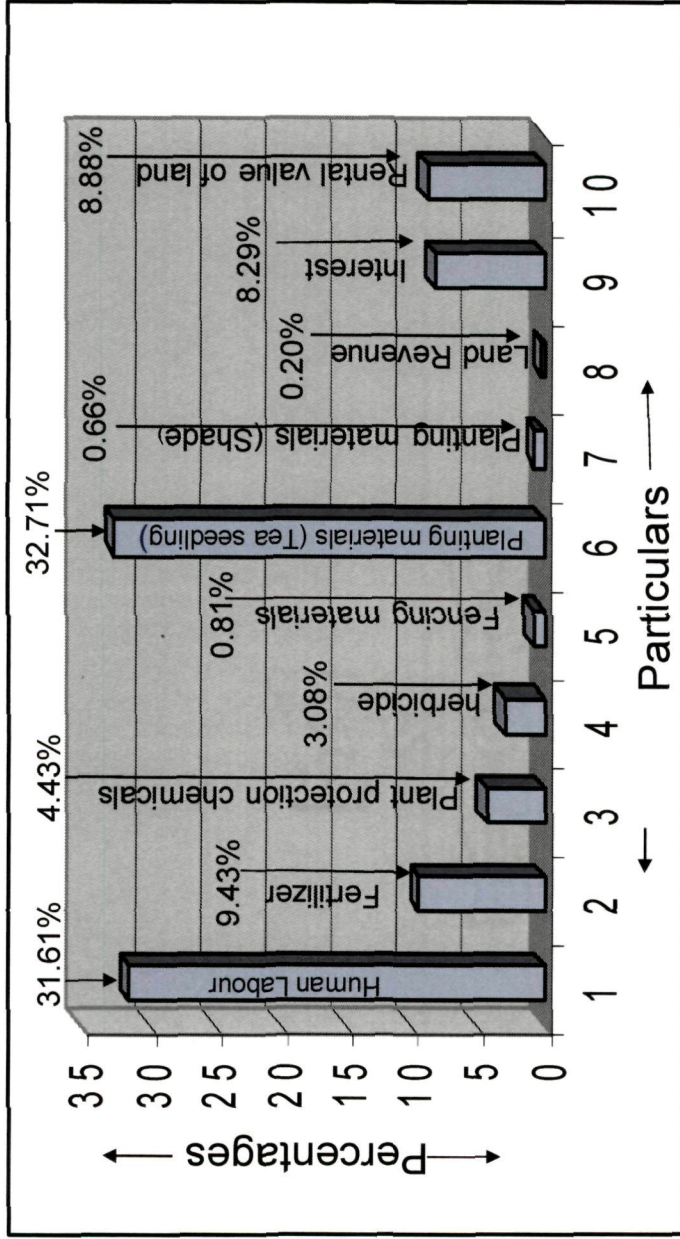 31.61%
Human Labour
9.43%
Fertilizer
4.43%
Plant protection chemicals
3.08%
herbicide
0.81%
Fencing materials
32.71%
Planting materials (Tea seedling)
0.66%
Planting materials (Shade)
0.20%
Land Revenue
8.29%
Interest
8.88%
Rental value of land
Percentages
35
30
25
20
15
10
5
0
1 2 3 4 5 6 7 8 9 10
Particulars